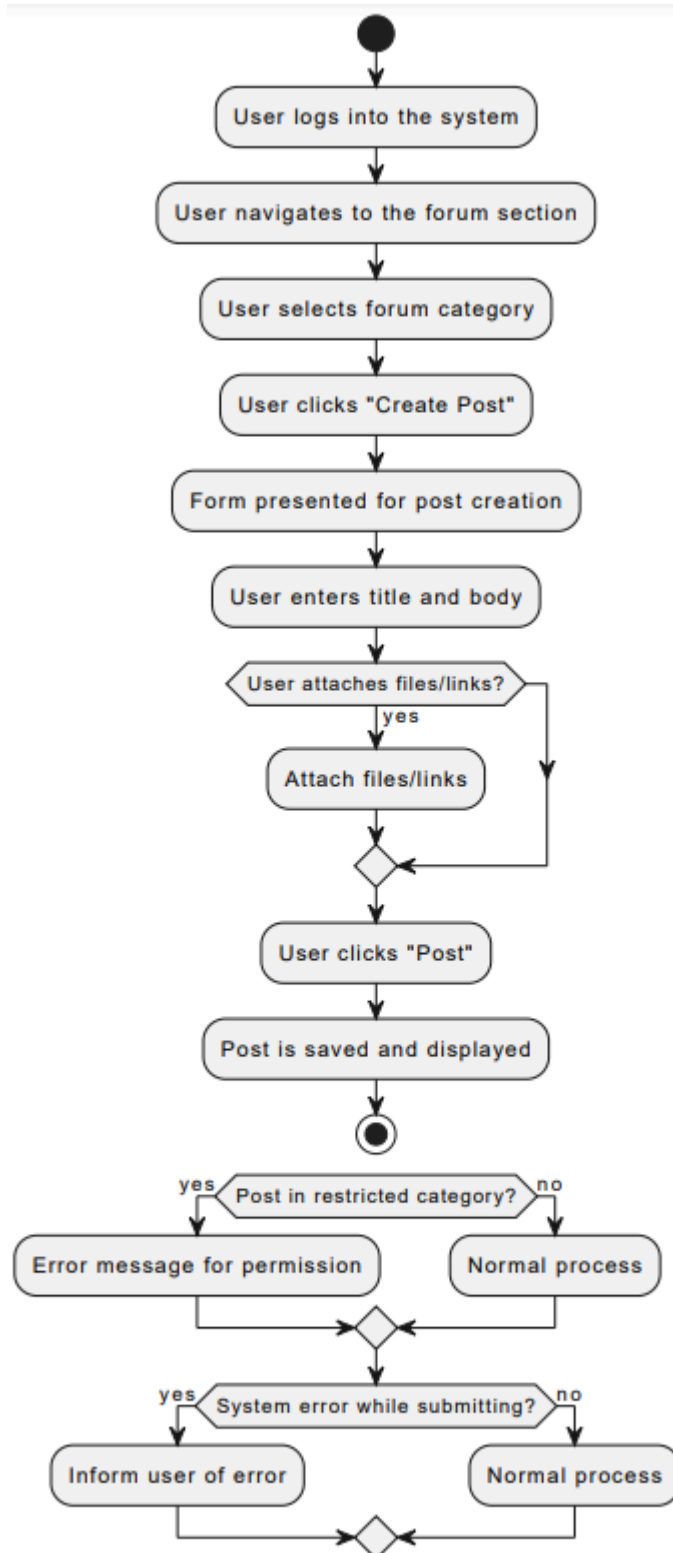 User logs into the system
User navigates to the forum section
User selects forum category
User clicks "Create Post"
Form presented for post creation
User enters title and body
User attaches files/links?
yes
Attach files/links
User clicks "Post"
Post is saved and displayed
yes
Post in restricted category?
no
Error message for permission
Normal process
yes
System error while submitting?
no
Inform user of error
Normal process